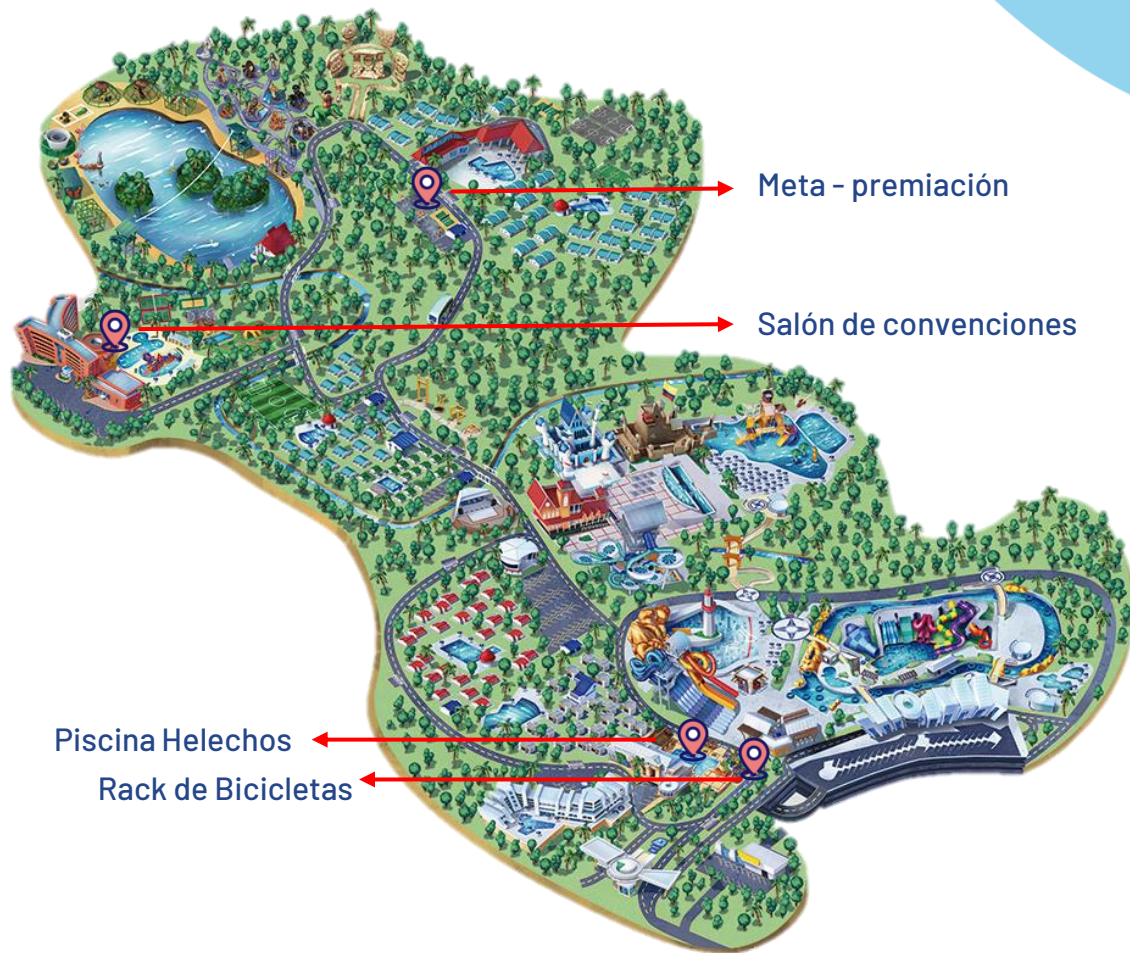 Meta - premiación
Salón de convenciones
Piscina Helechos
Rack de Bicicletas